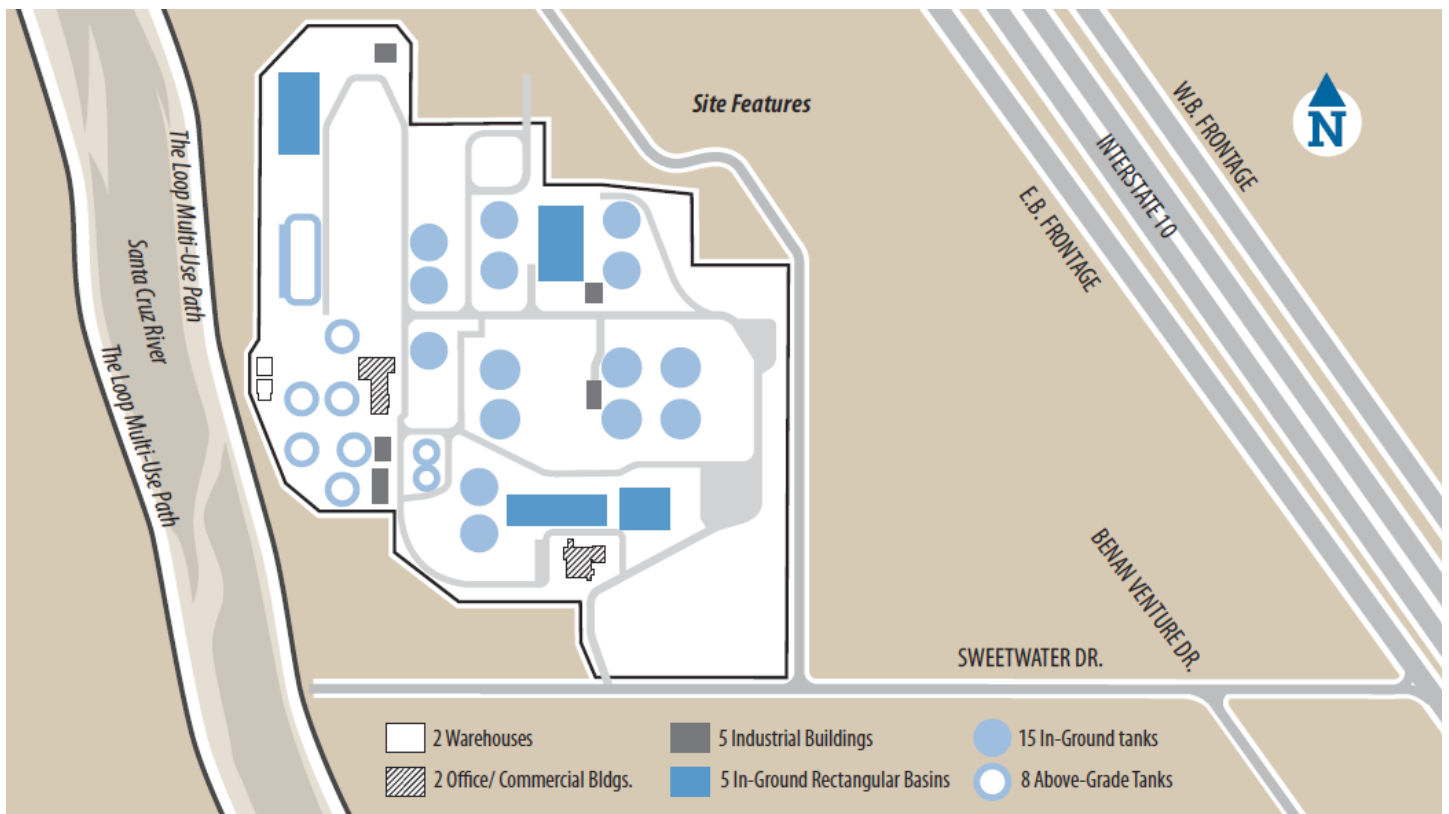 Site Features
N
W.B. FRONTAGE
INTERSTATE 10
E.B. FRONTAGE
The Loop Multi-Use Path
Santa Cruz River
The Loop Multi-Use Path
BENAN VENTURE DR.
SWEETWATER DR.
2 Warehouses
5 Industrial Buildings
15 In-Ground tanks
2 Office/ Commercial Bldgs.
5 In-Ground Rectangular Basins
8 Above-Grade Tanks